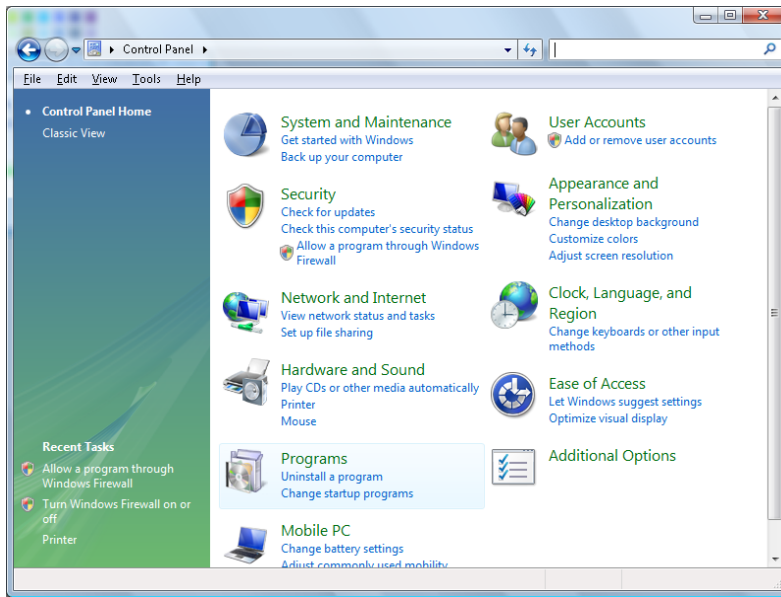 Control Panel
File Edit View Tools Help
Control Panel Home
Classic View
Recent Tasks
Allow a program through
Windows Firewall
Turn Windows Firewall on or
off
Printer
System and Maintenance
Get started with Windows
Back up your computer
Security
Check for updates
Check this computer's security status
Allow a program through Windows
Firewall
Network and Internet
View network status and tasks
Set up file sharing
Hardware and Sound
Play CDs or other media automatically
Printer
Mouse
Programs
Uninstall a program
Change startup programs
Mobile PC
Change battery settings
Adjust commonly used mobility
User Accounts
Add or remove user accounts
Appearance and
Personalization
Change desktop background
Customize colors
Adjust screen resolution
Clock, Language, and
Region
Change keyboards or other input
methods
Ease of Access
Let Windows suggest settings
Optimize visual display
Additional Options